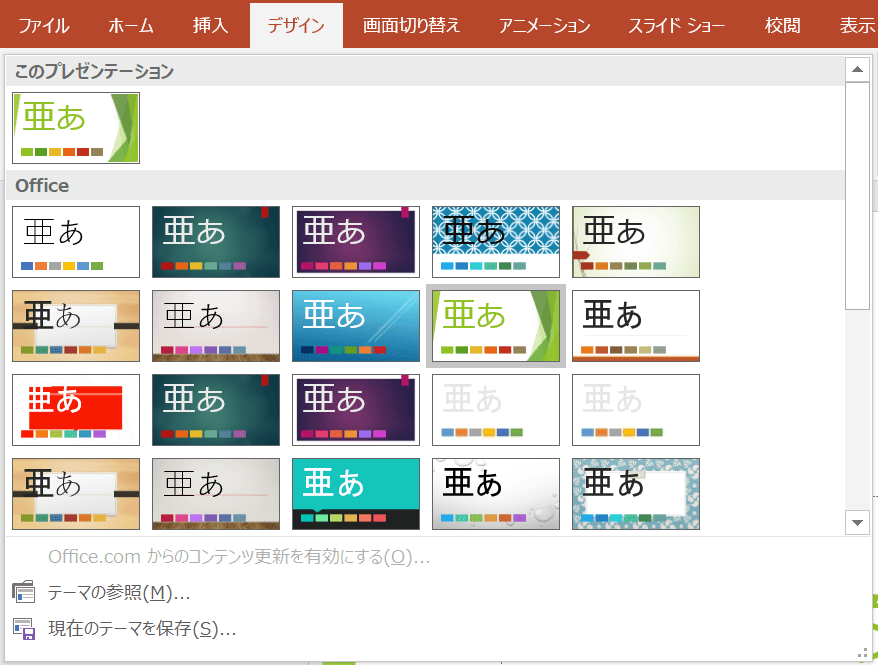 ファイル ホーム 挿入 デザイン 画面切り替え アニメーション スライド ショー 校閲 表示
このプレゼンテーション
亜あ
Office
亜あ 亜あ 亜あ 亜あ 亜あ
亜あ 亜あ 亜あ 亜あ 亜あ
亜あ 亜あ 亜あ 亜あ 亜あ
亜あ 亜あ 亜あ 亜あ 亜あ
Office.com からのコンテンツ更新を有効にする(O)...
テーマの参照(M)...
現在のテーマを保存(S)...